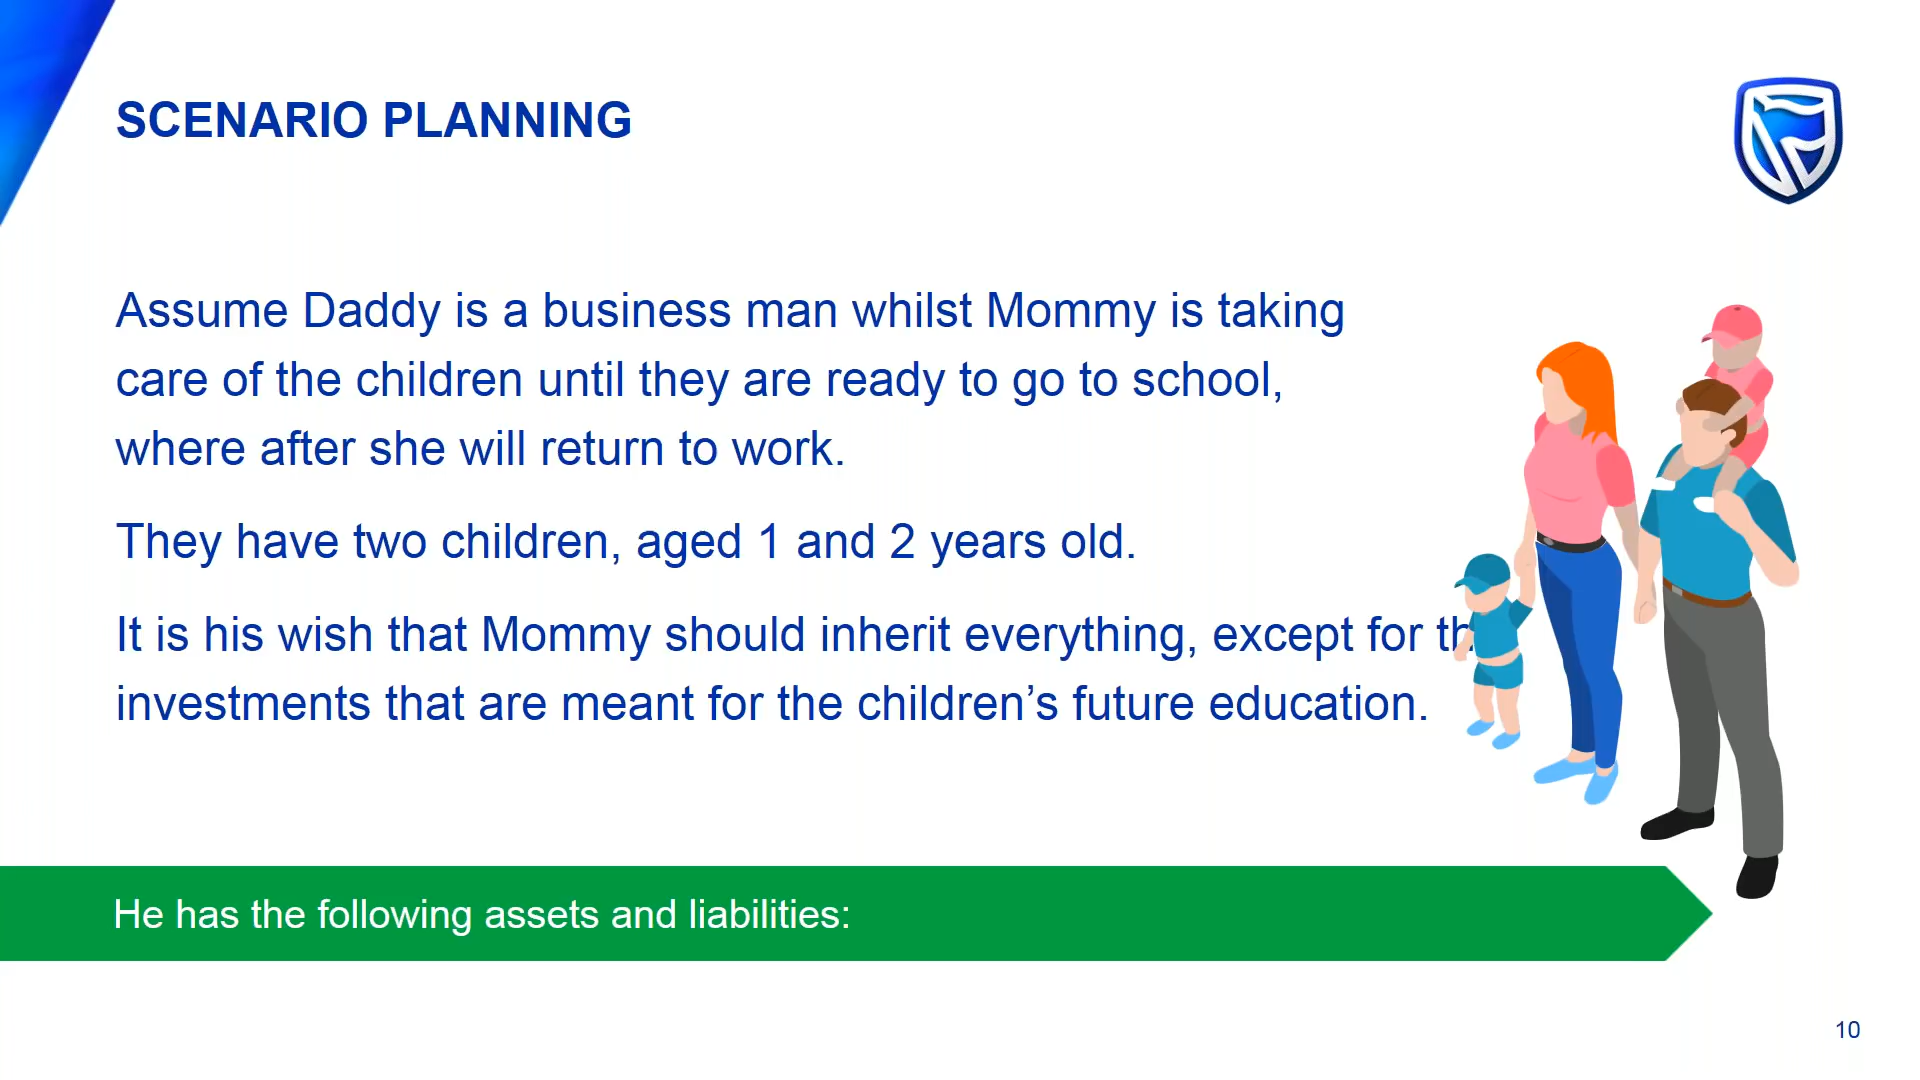 SCENARIO PLANNING
Assume Daddy is a business man whilst Mommy is taking
care of the children until they are ready to go to school,
where after she will return to work.
They have two children, aged 1 and 2 years old.
It is his wish that Mommy should inherit everything, except for
investments that are meant for the children’s future education.
He has the following assets and liabilities:
10